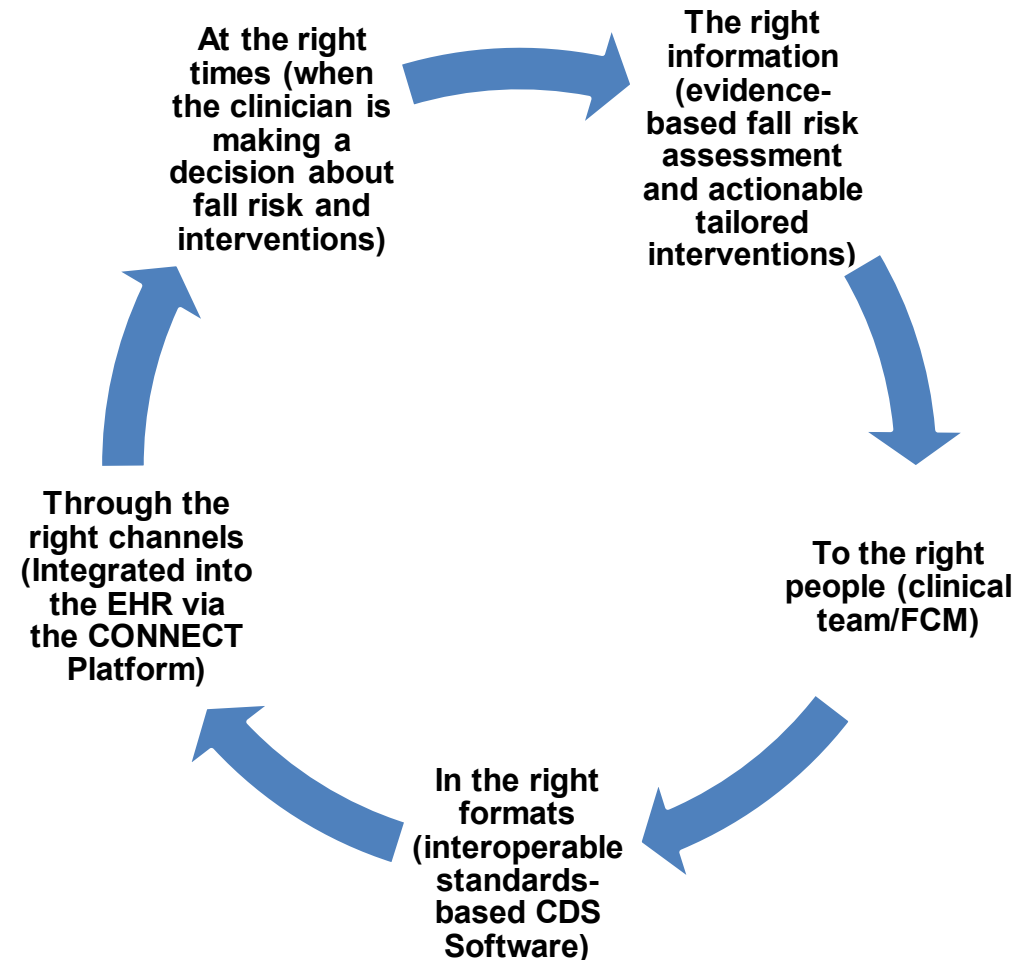 At the right
times (when
the clinician is
making a
decision about
fall risk and
interventions)
The right
information
(evidence-
based fall risk
assessment
and actionable
tailored
interventions)
To the right
people (clinical
team/FCM)
In the right
formats
(interoperable
standards-
based CDS
Software)
Through the
right channels
(Integrated into
the EHR via
the CONNECT
Platform)